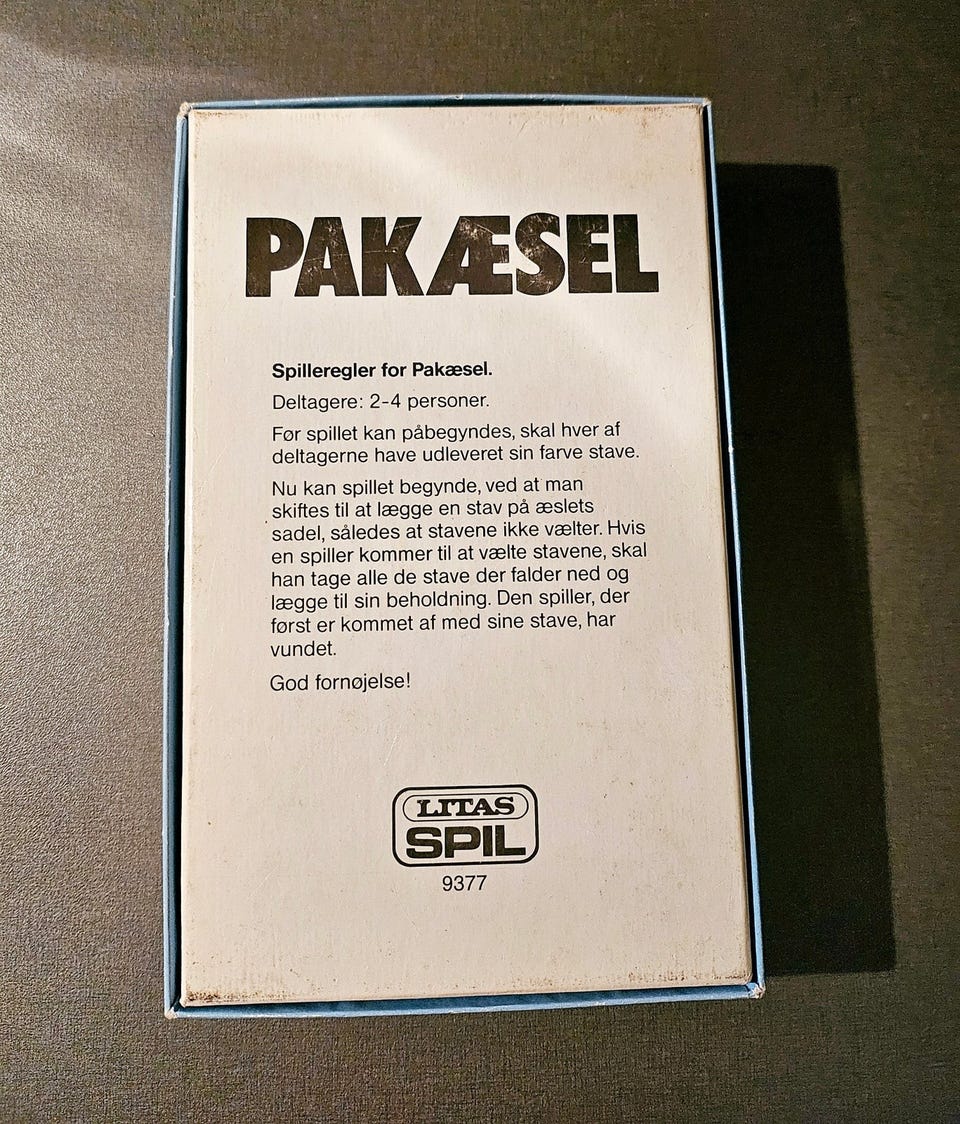 PAKÆSEL
Spilleregler for Pakæsel.
Deltagere: 2-4 personer.
Før spillet kan påbegyndes, skal hver af
deltagerne have udleveret sin farve stave.
Nu kan spillet begynde, ved at man
skiftes til at lægge en stav på æslets
sadel, således at stavene ikke vælter. Hvis
en spiller kommer til at vælte stavene, skal
han tage alle de stave der falder ned og
lægge til sin beholdning. Den spiller, der
først er kommet af med sine stave, har
vundet.
God fornøjelse!
LITAS
SPIL
9377